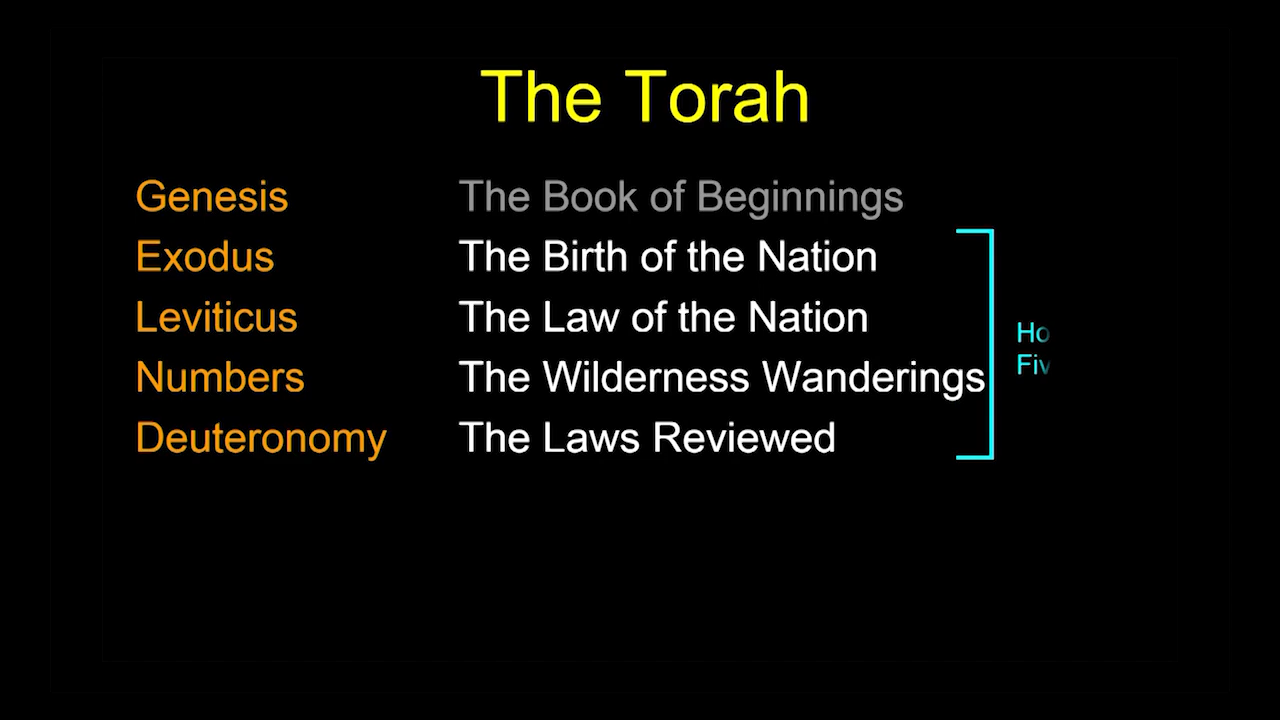 The Torah
Genesis The Book of Beginnings
Exodus The Birth of the Nation
Leviticus The Law of the Nation
Numbers The Wilderness Wanderings
Deuteronomy The Laws Reviewed